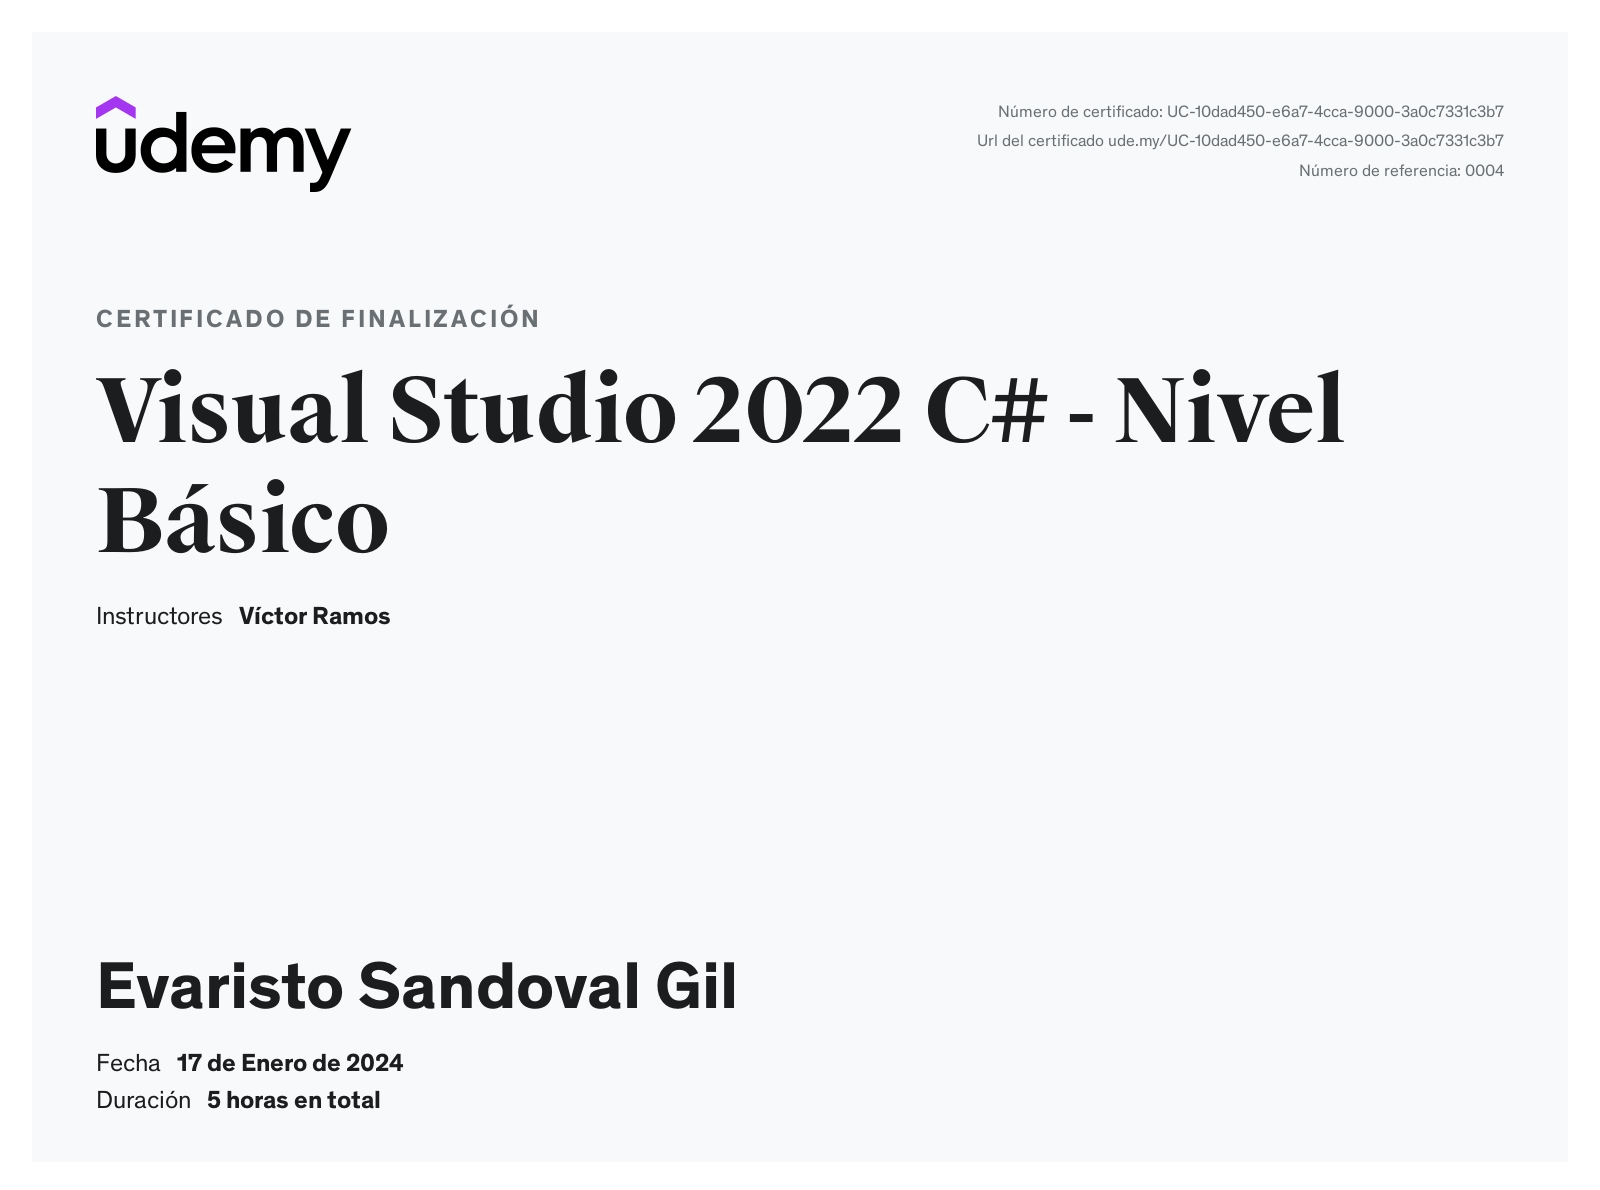 udemy
Número de certificado: UC-10dad450-e6a7-4cca-9000-3a0c7331c3b7
Url del certificado ude.my/UC-10dad450-e6a7-4cca-9000-3a0c7331c3b7
Número de referencia: 0004
CERTIFICADO DE FINALIZACIÓN
Visual Studio 2022 C# - Nivel
Básico
Instructores Víctor Ramos
Evaristo Sandoval Gil
Fecha 17 de Enero de 2024
Duración 5 horas en total